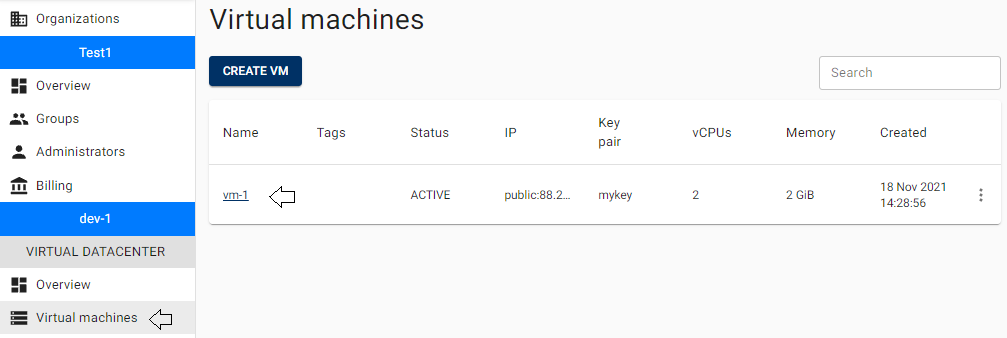 Organizations
Test1
Overview
Groups
Administrators
Billing
dev-1
VIRTUAL DATACENTER
Overview
Virtual machines
Virtual machines
CREATE VM
Search
Name Tags Status IP Key pair vCPUs Memory Created
vm-1 ACTIVE public:88.2... mykey 2 2 GiB 18 Nov 2021 14:28:56